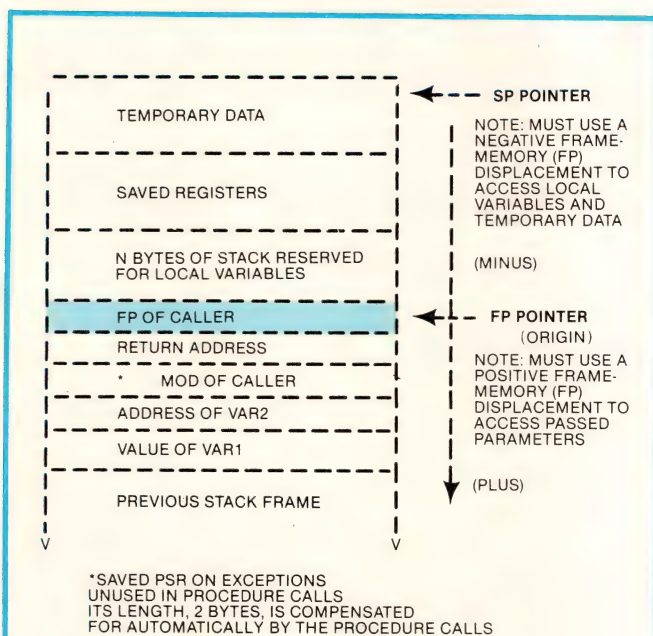 TEMPORARY DATA
SAVED REGISTERS
N BYTES OF STACK RESERVED
FOR LOCAL VARIABLES
FP OF CALLER
RETURN ADDRESS
* MOD OF CALLER
ADDRESS OF VAR2
VALUE OF VAR1
PREVIOUS STACK FRAME
SP POINTER
NOTE: MUST USE A
NEGATIVE FRAME-
MEMORY (FP)
DISPLACEMENT TO
ACCESS LOCAL
VARIABLES AND
TEMPORARY DATA
(MINUS)
FP POINTER
(ORIGIN)
NOTE: MUST USE A
POSITIVE FRAME-
MEMORY (FP)
DISPLACEMENT TO
ACCESS PASSED
PARAMETERS
(PLUS)
*SAVED PSR ON EXCEPTIONS
UNUSED IN PROCEDURE CALLS
ITS LENGTH, 2 BYTES, IS COMPENSATED
FOR AUTOMATICALLY BY THE PROCEDURE CALLS